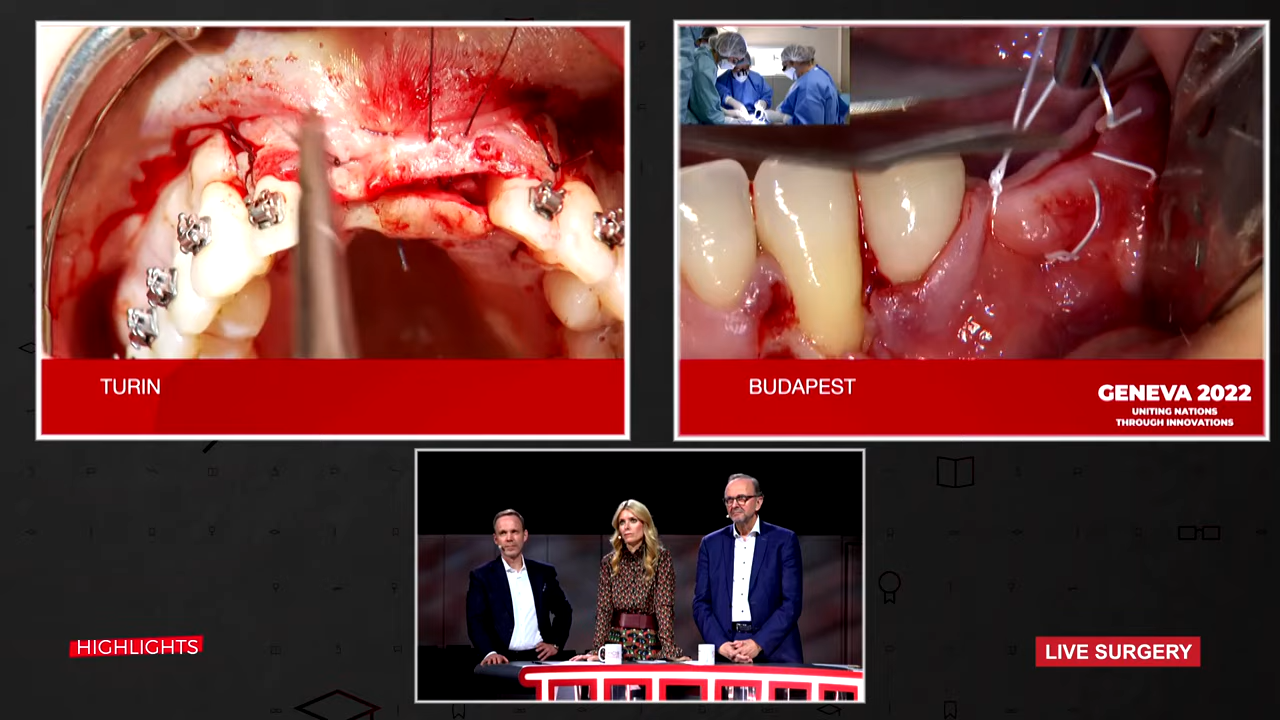 TURIN
BUDAPEST
GENEVA 2022
UNITING NATIONS
THROUGH INNOVATIONS
HIGHLIGHTS
LIVE SURGERY